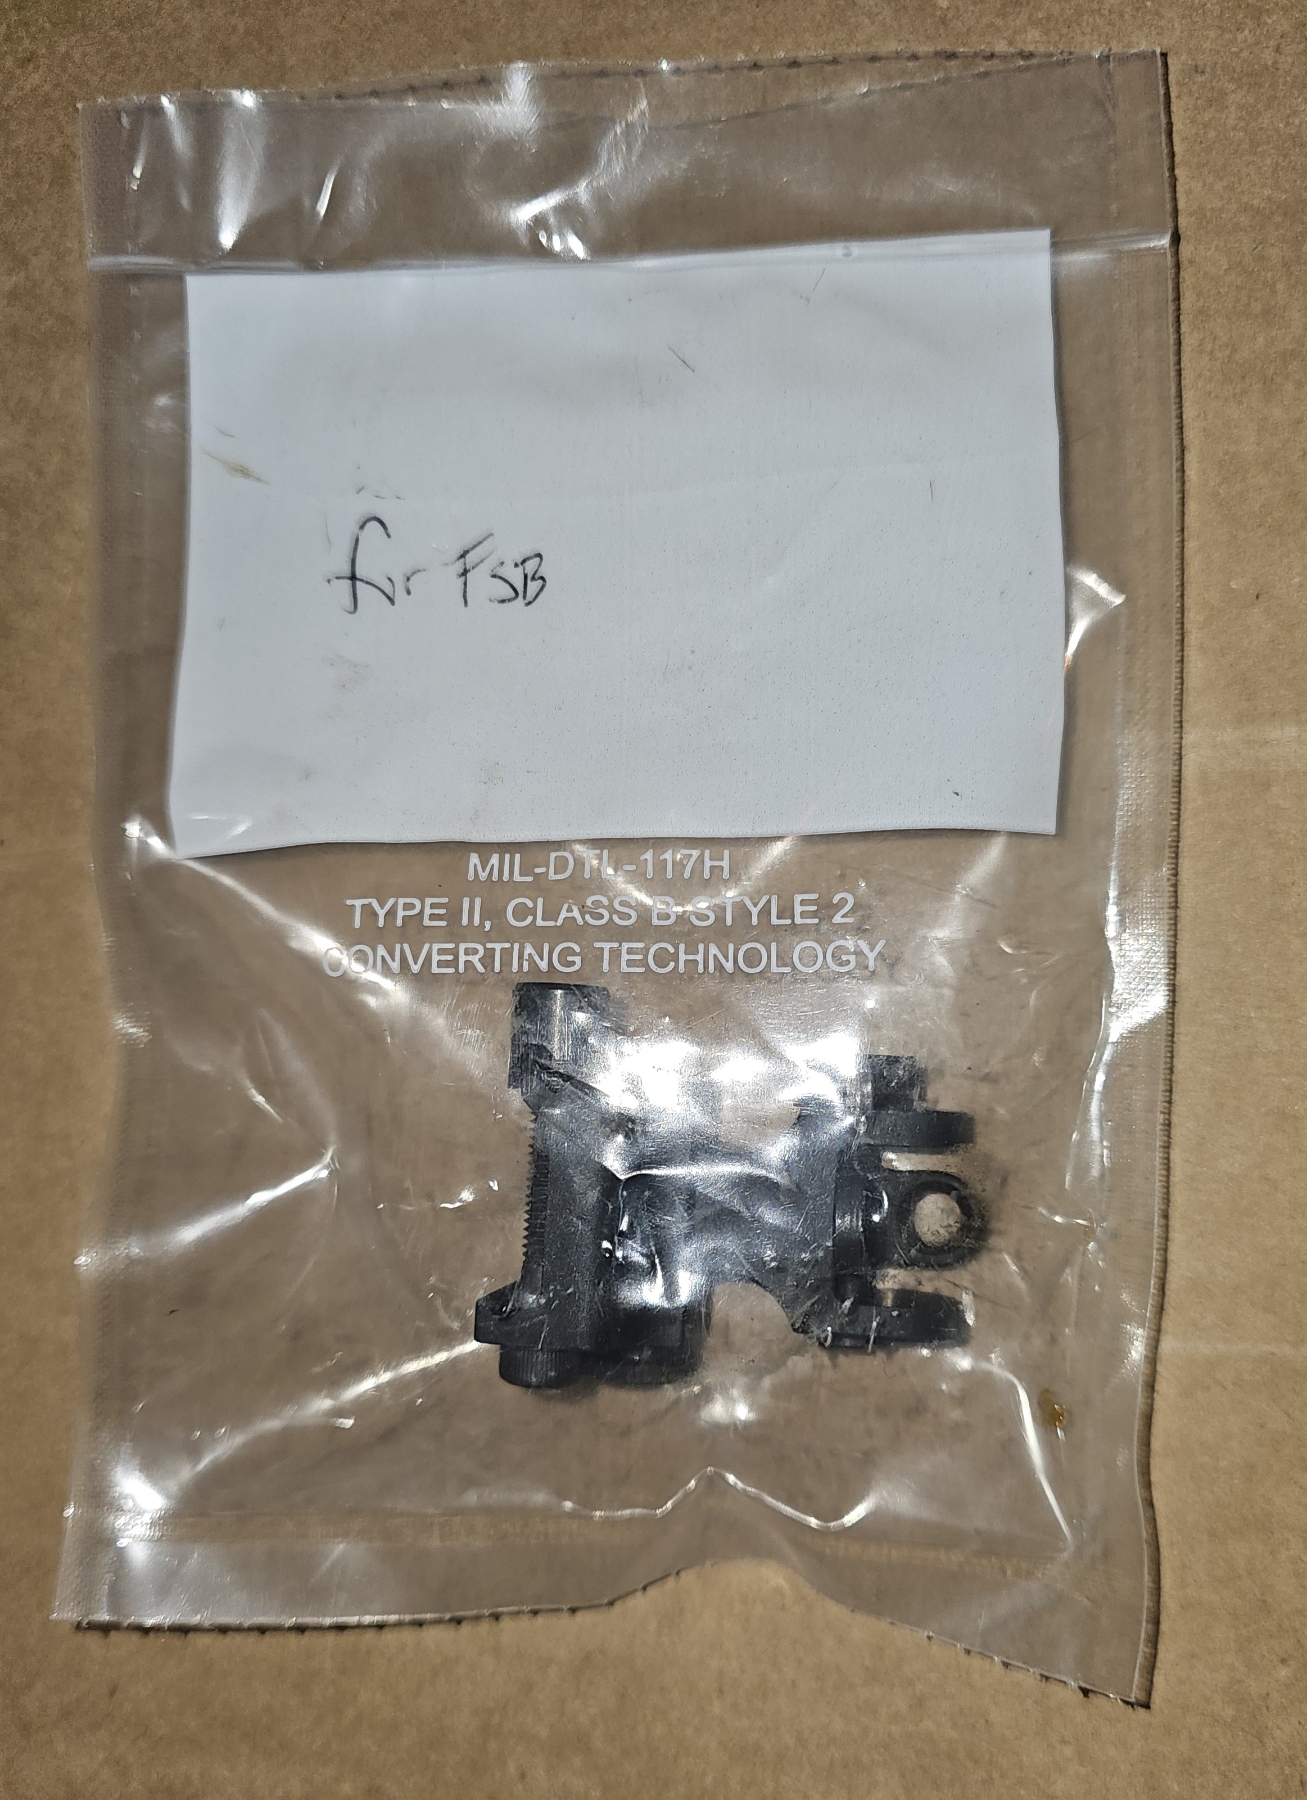 for FSB
MIL-DTL-117H
TYPE II, CLASS B STYLE 2
CONVERTING TECHNOLOGY